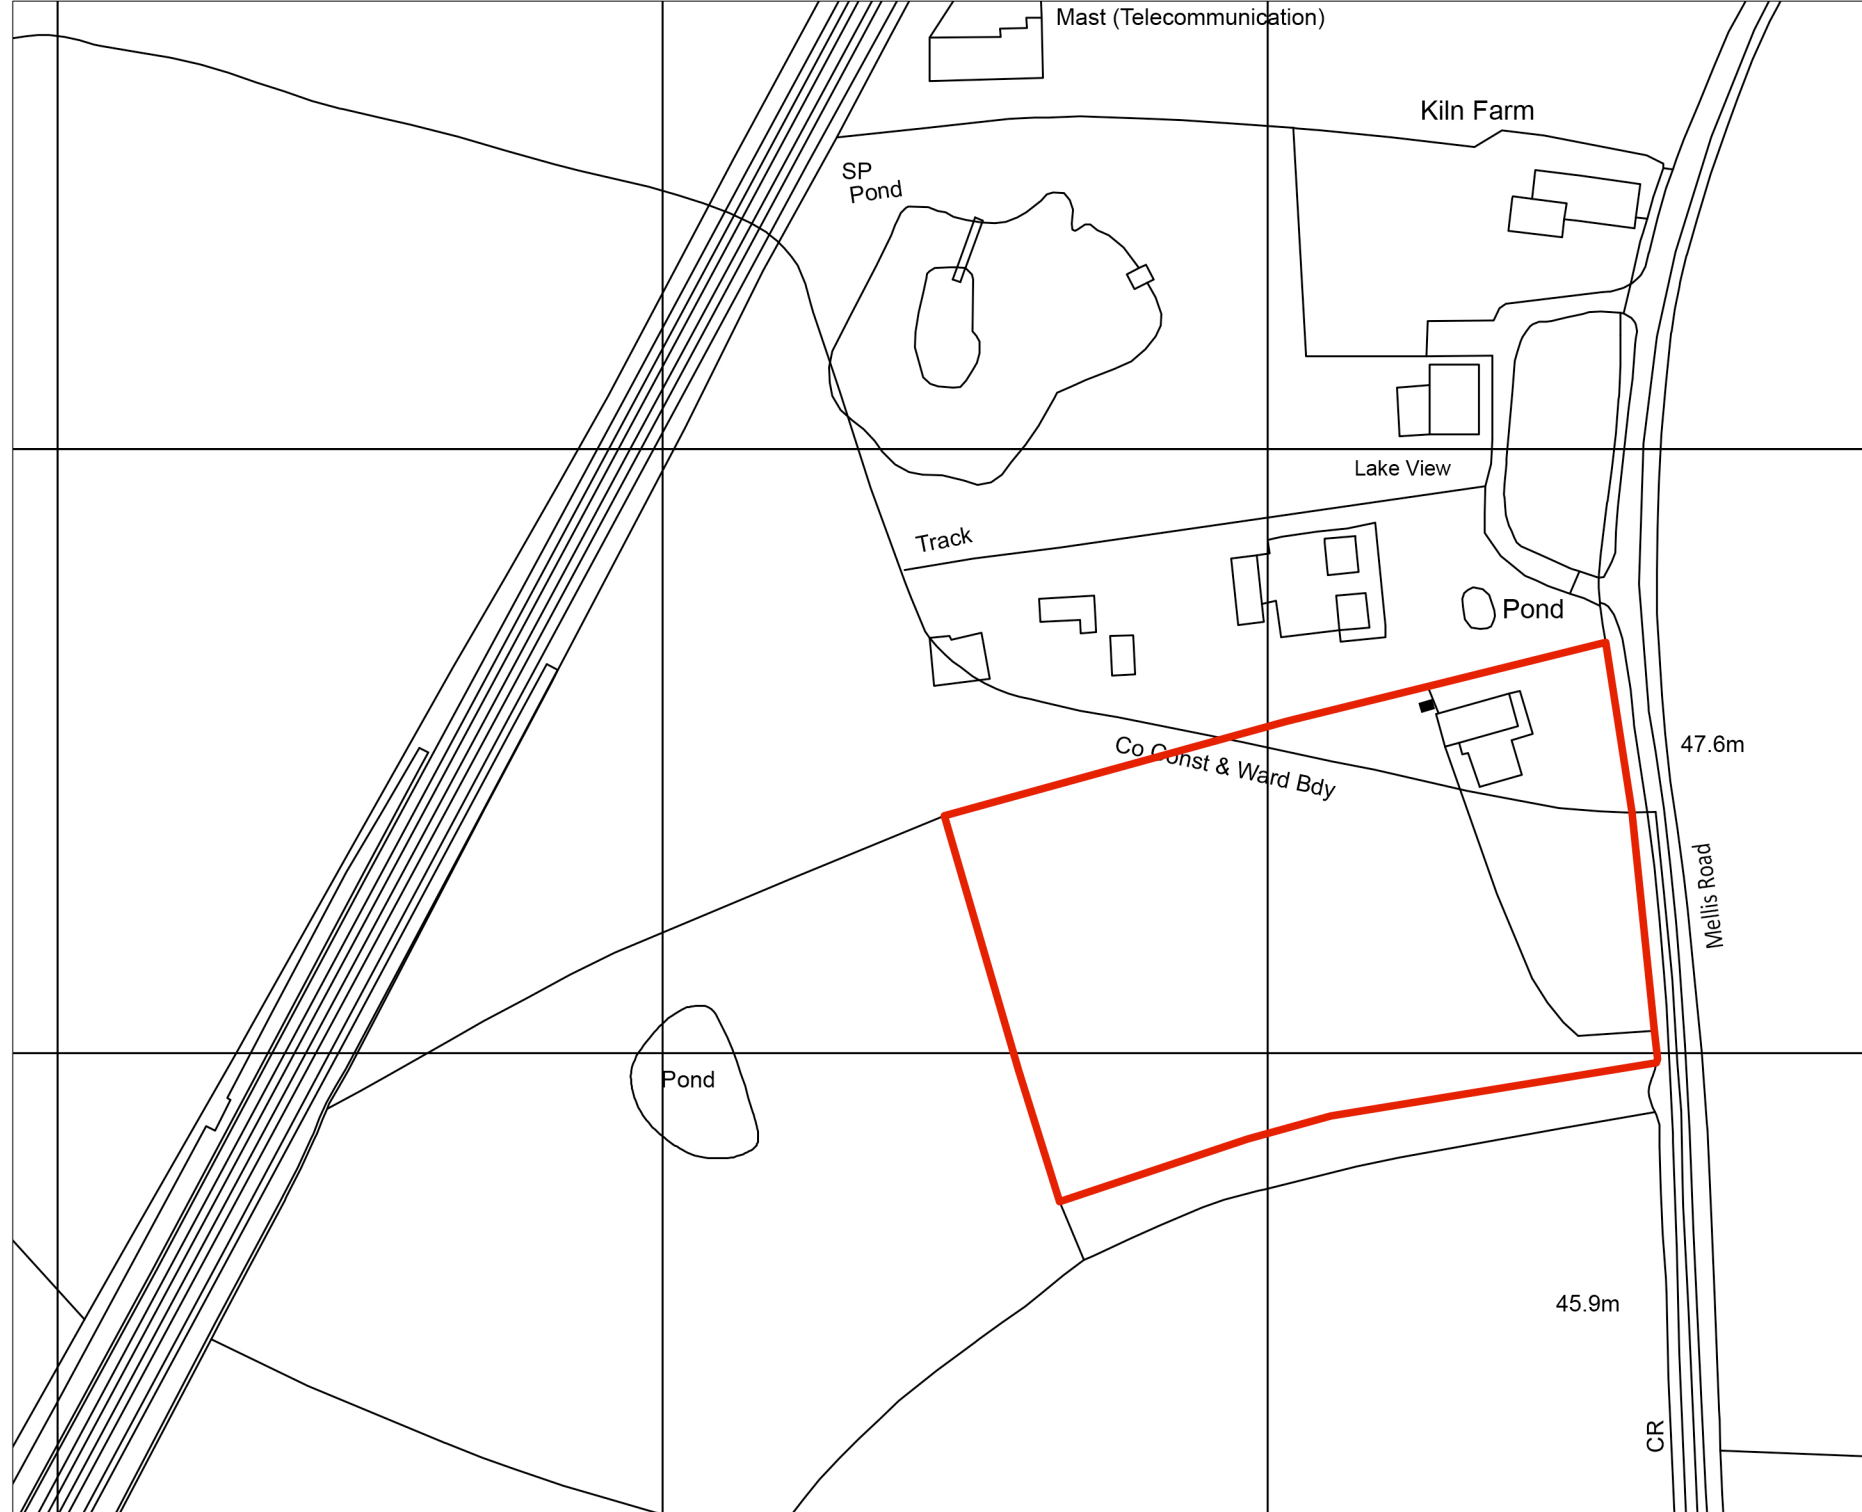 Mast (Telecommunication)
Kiln Farm
SP
Pond
Lake View
Track
Pond
Co Const & Ward Bdy
47.6m
Mellis Road
Pond
45.9m
CR